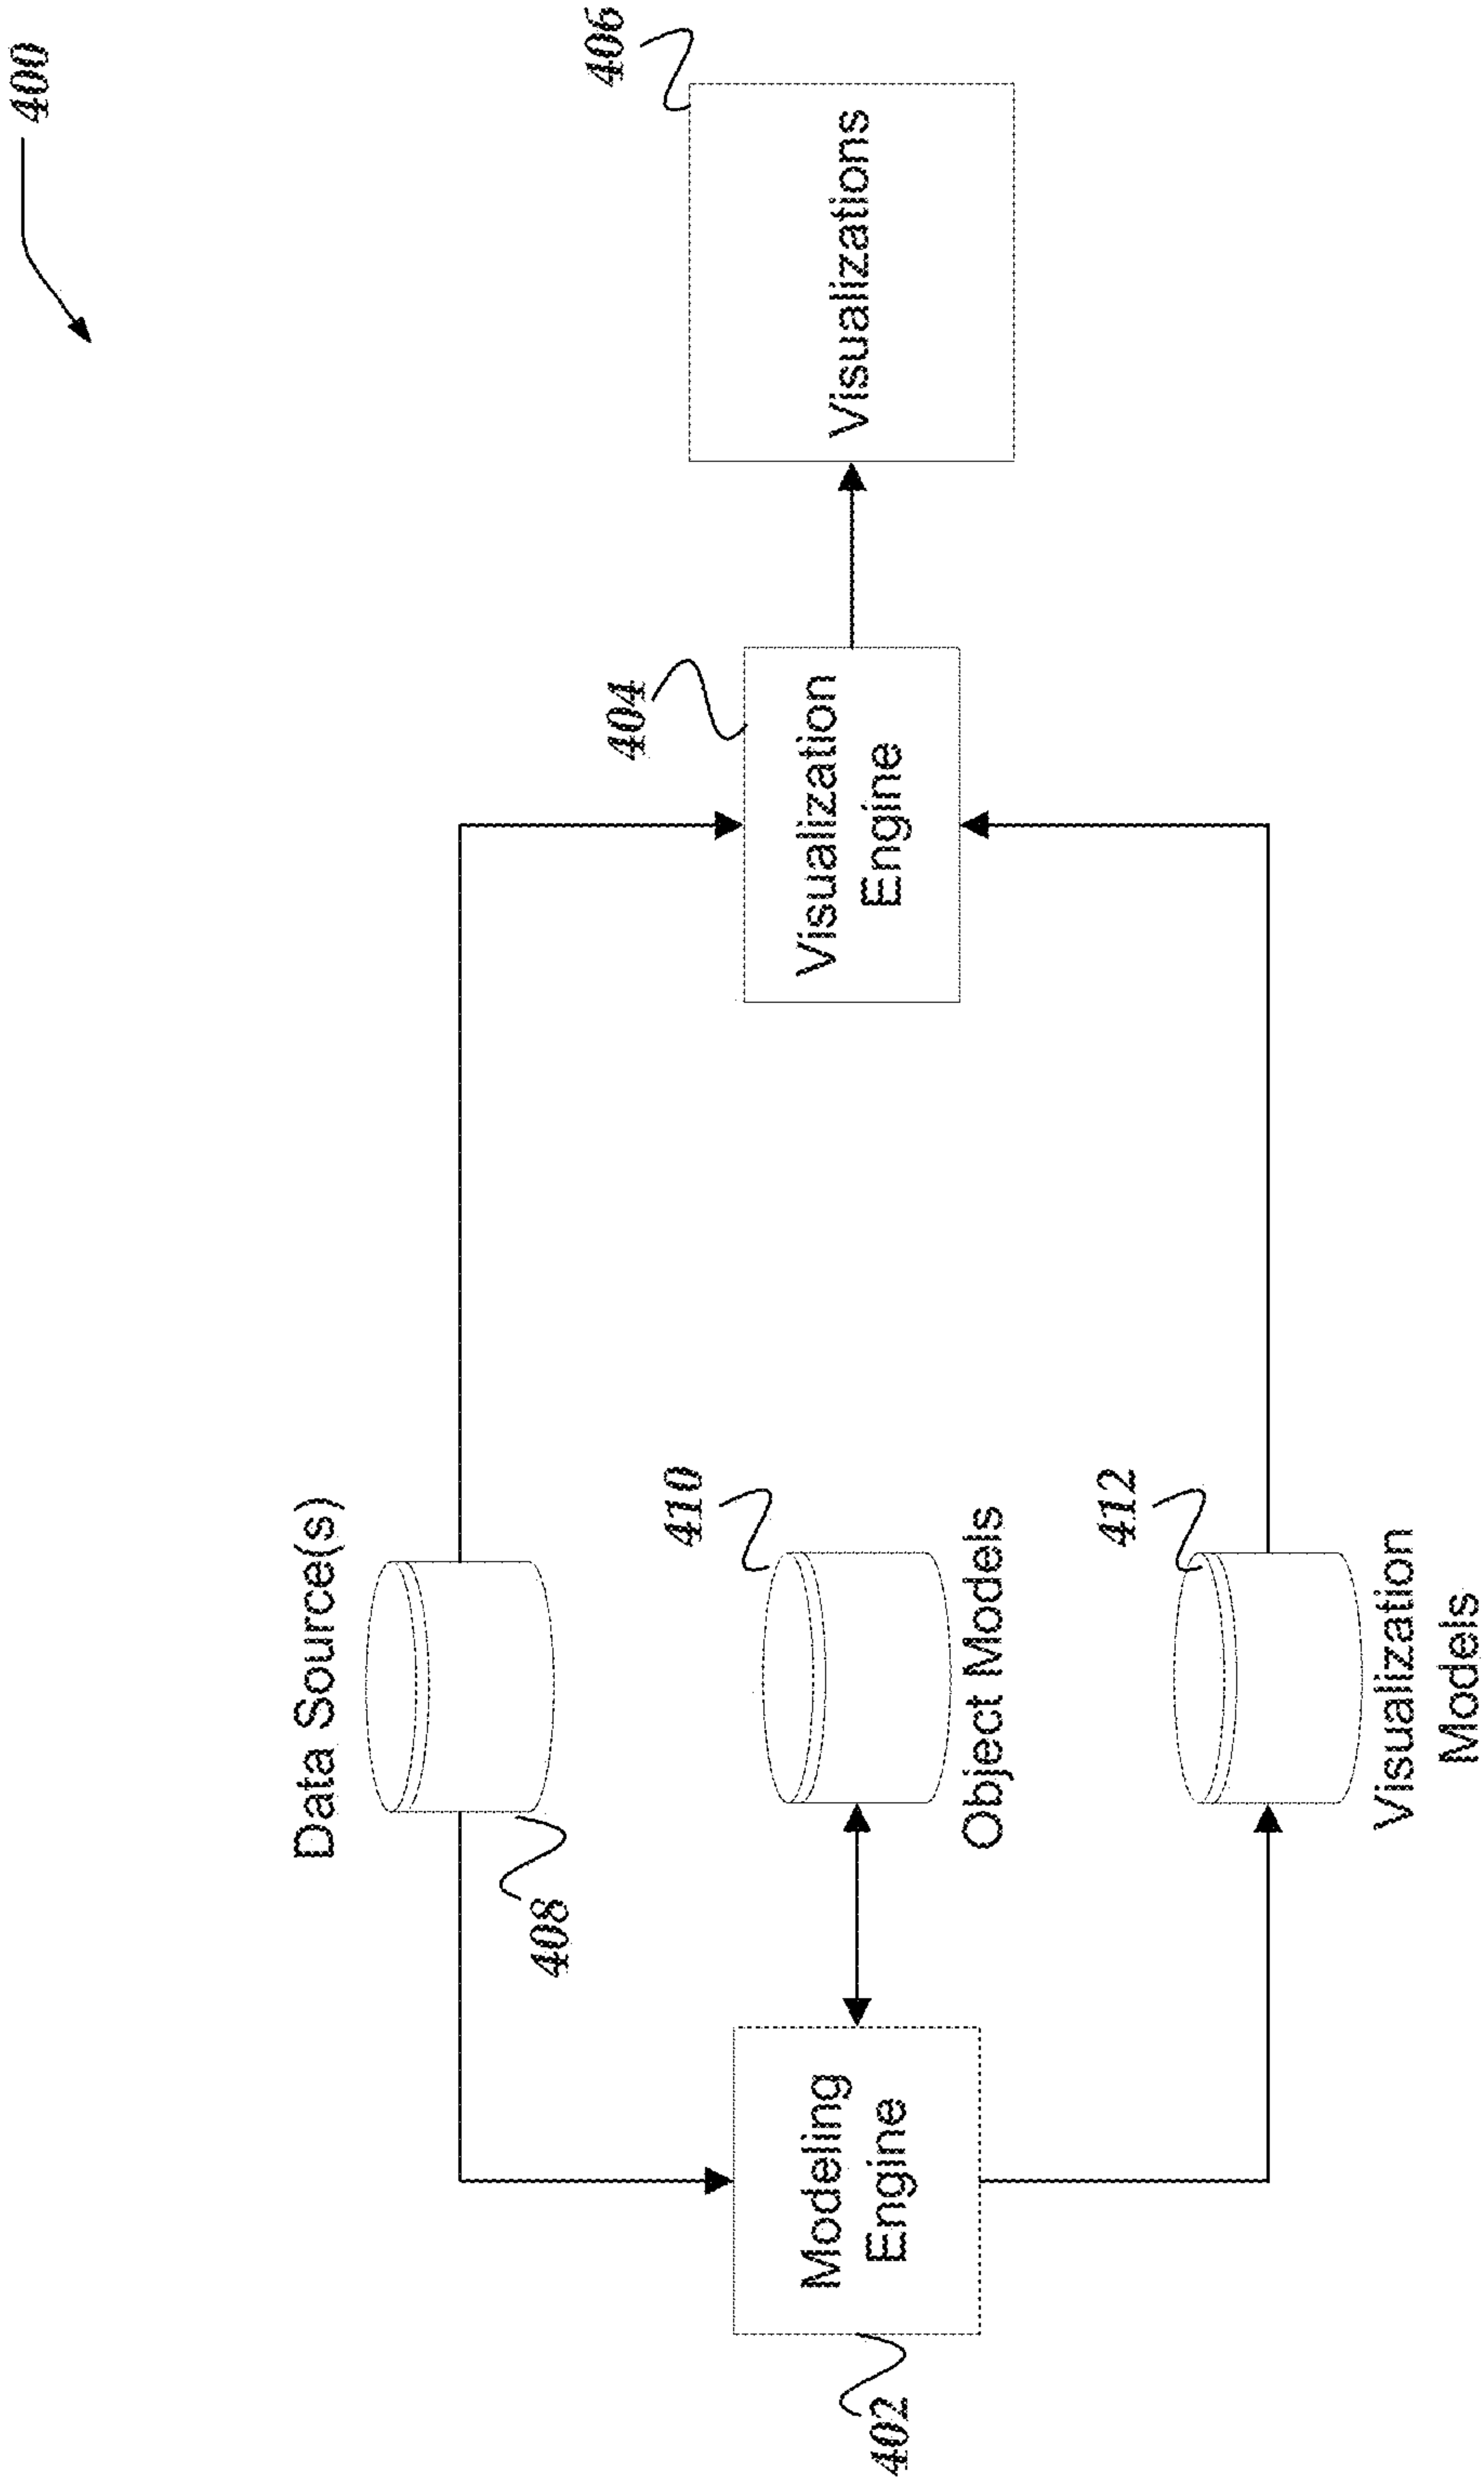 400
Data Source(s)
408
406
404
Visualizations
Visualization
Engine
410
Modeling
Engine
402
Object Models
412
Visualization
Models